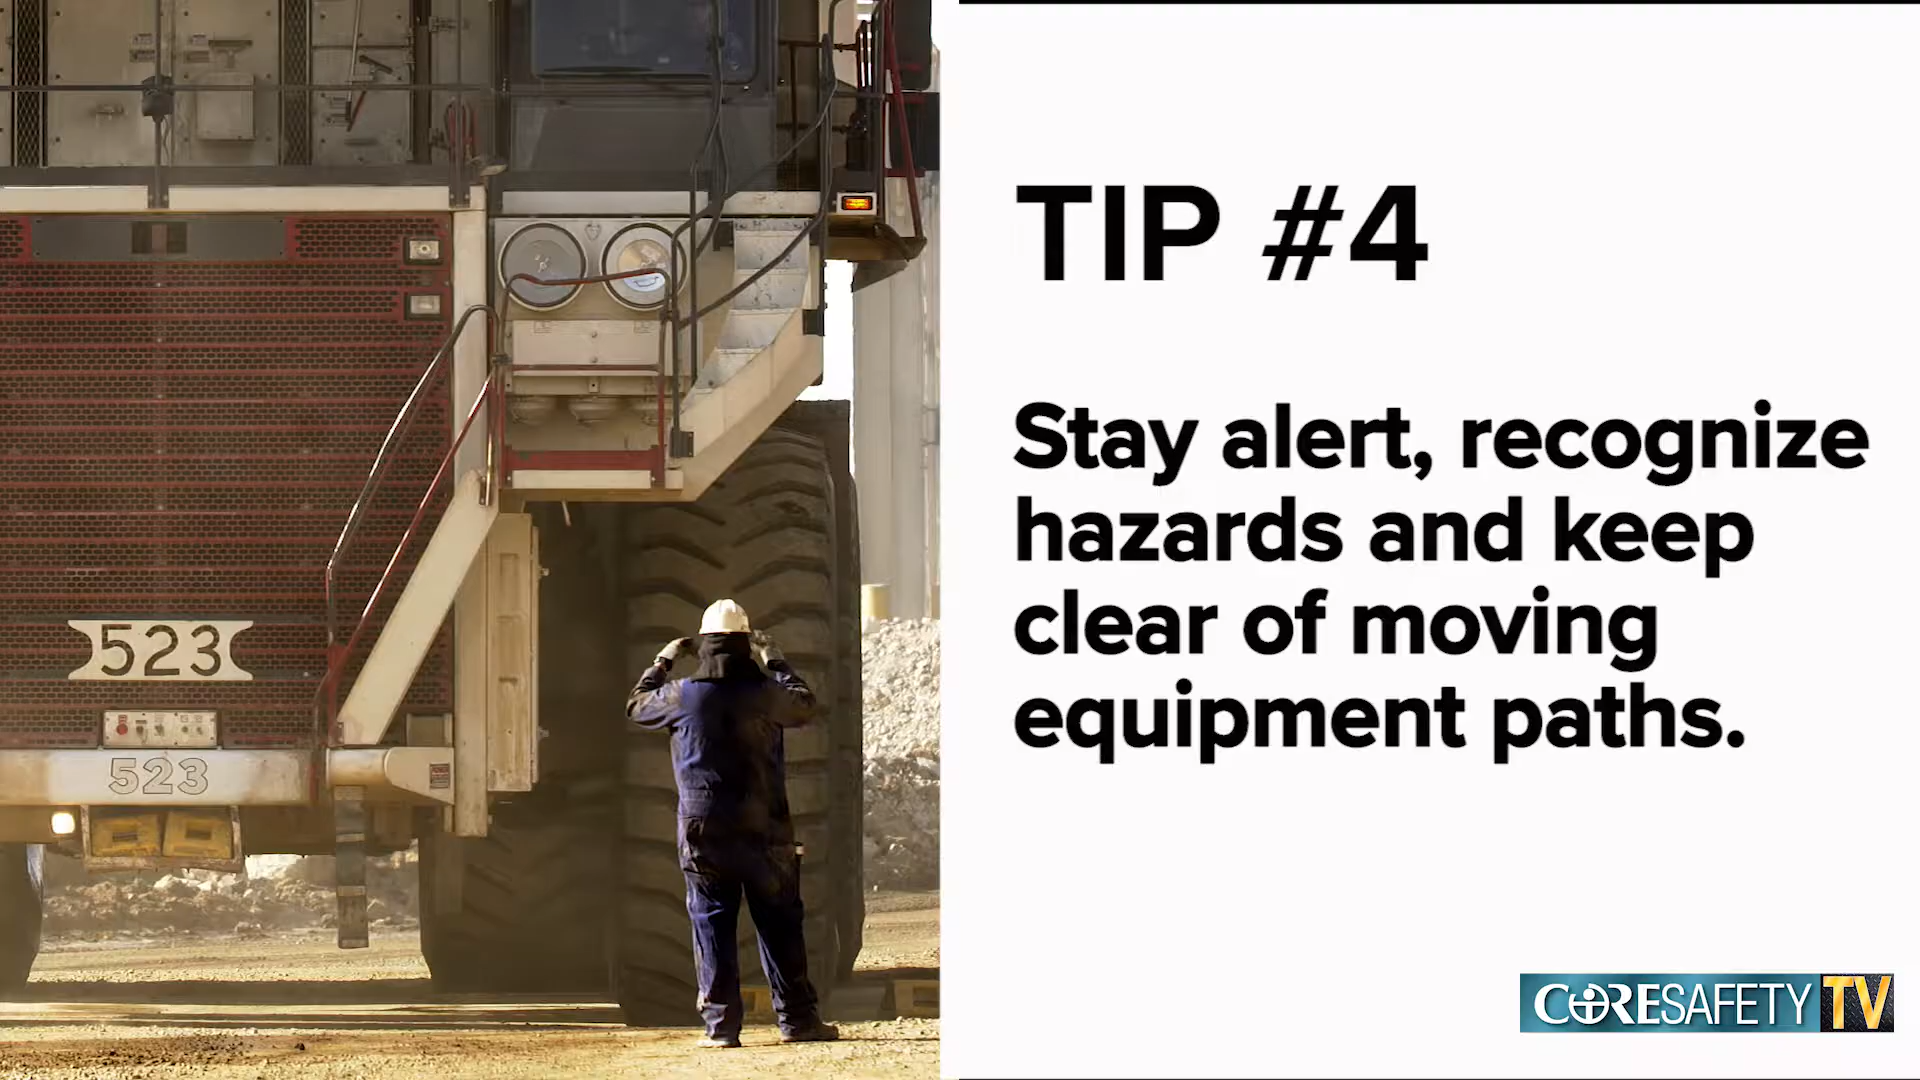 TIP #4
Stay alert, recognize
hazards and keep
clear of moving
equipment paths.
523
523
CORESAFETY TV